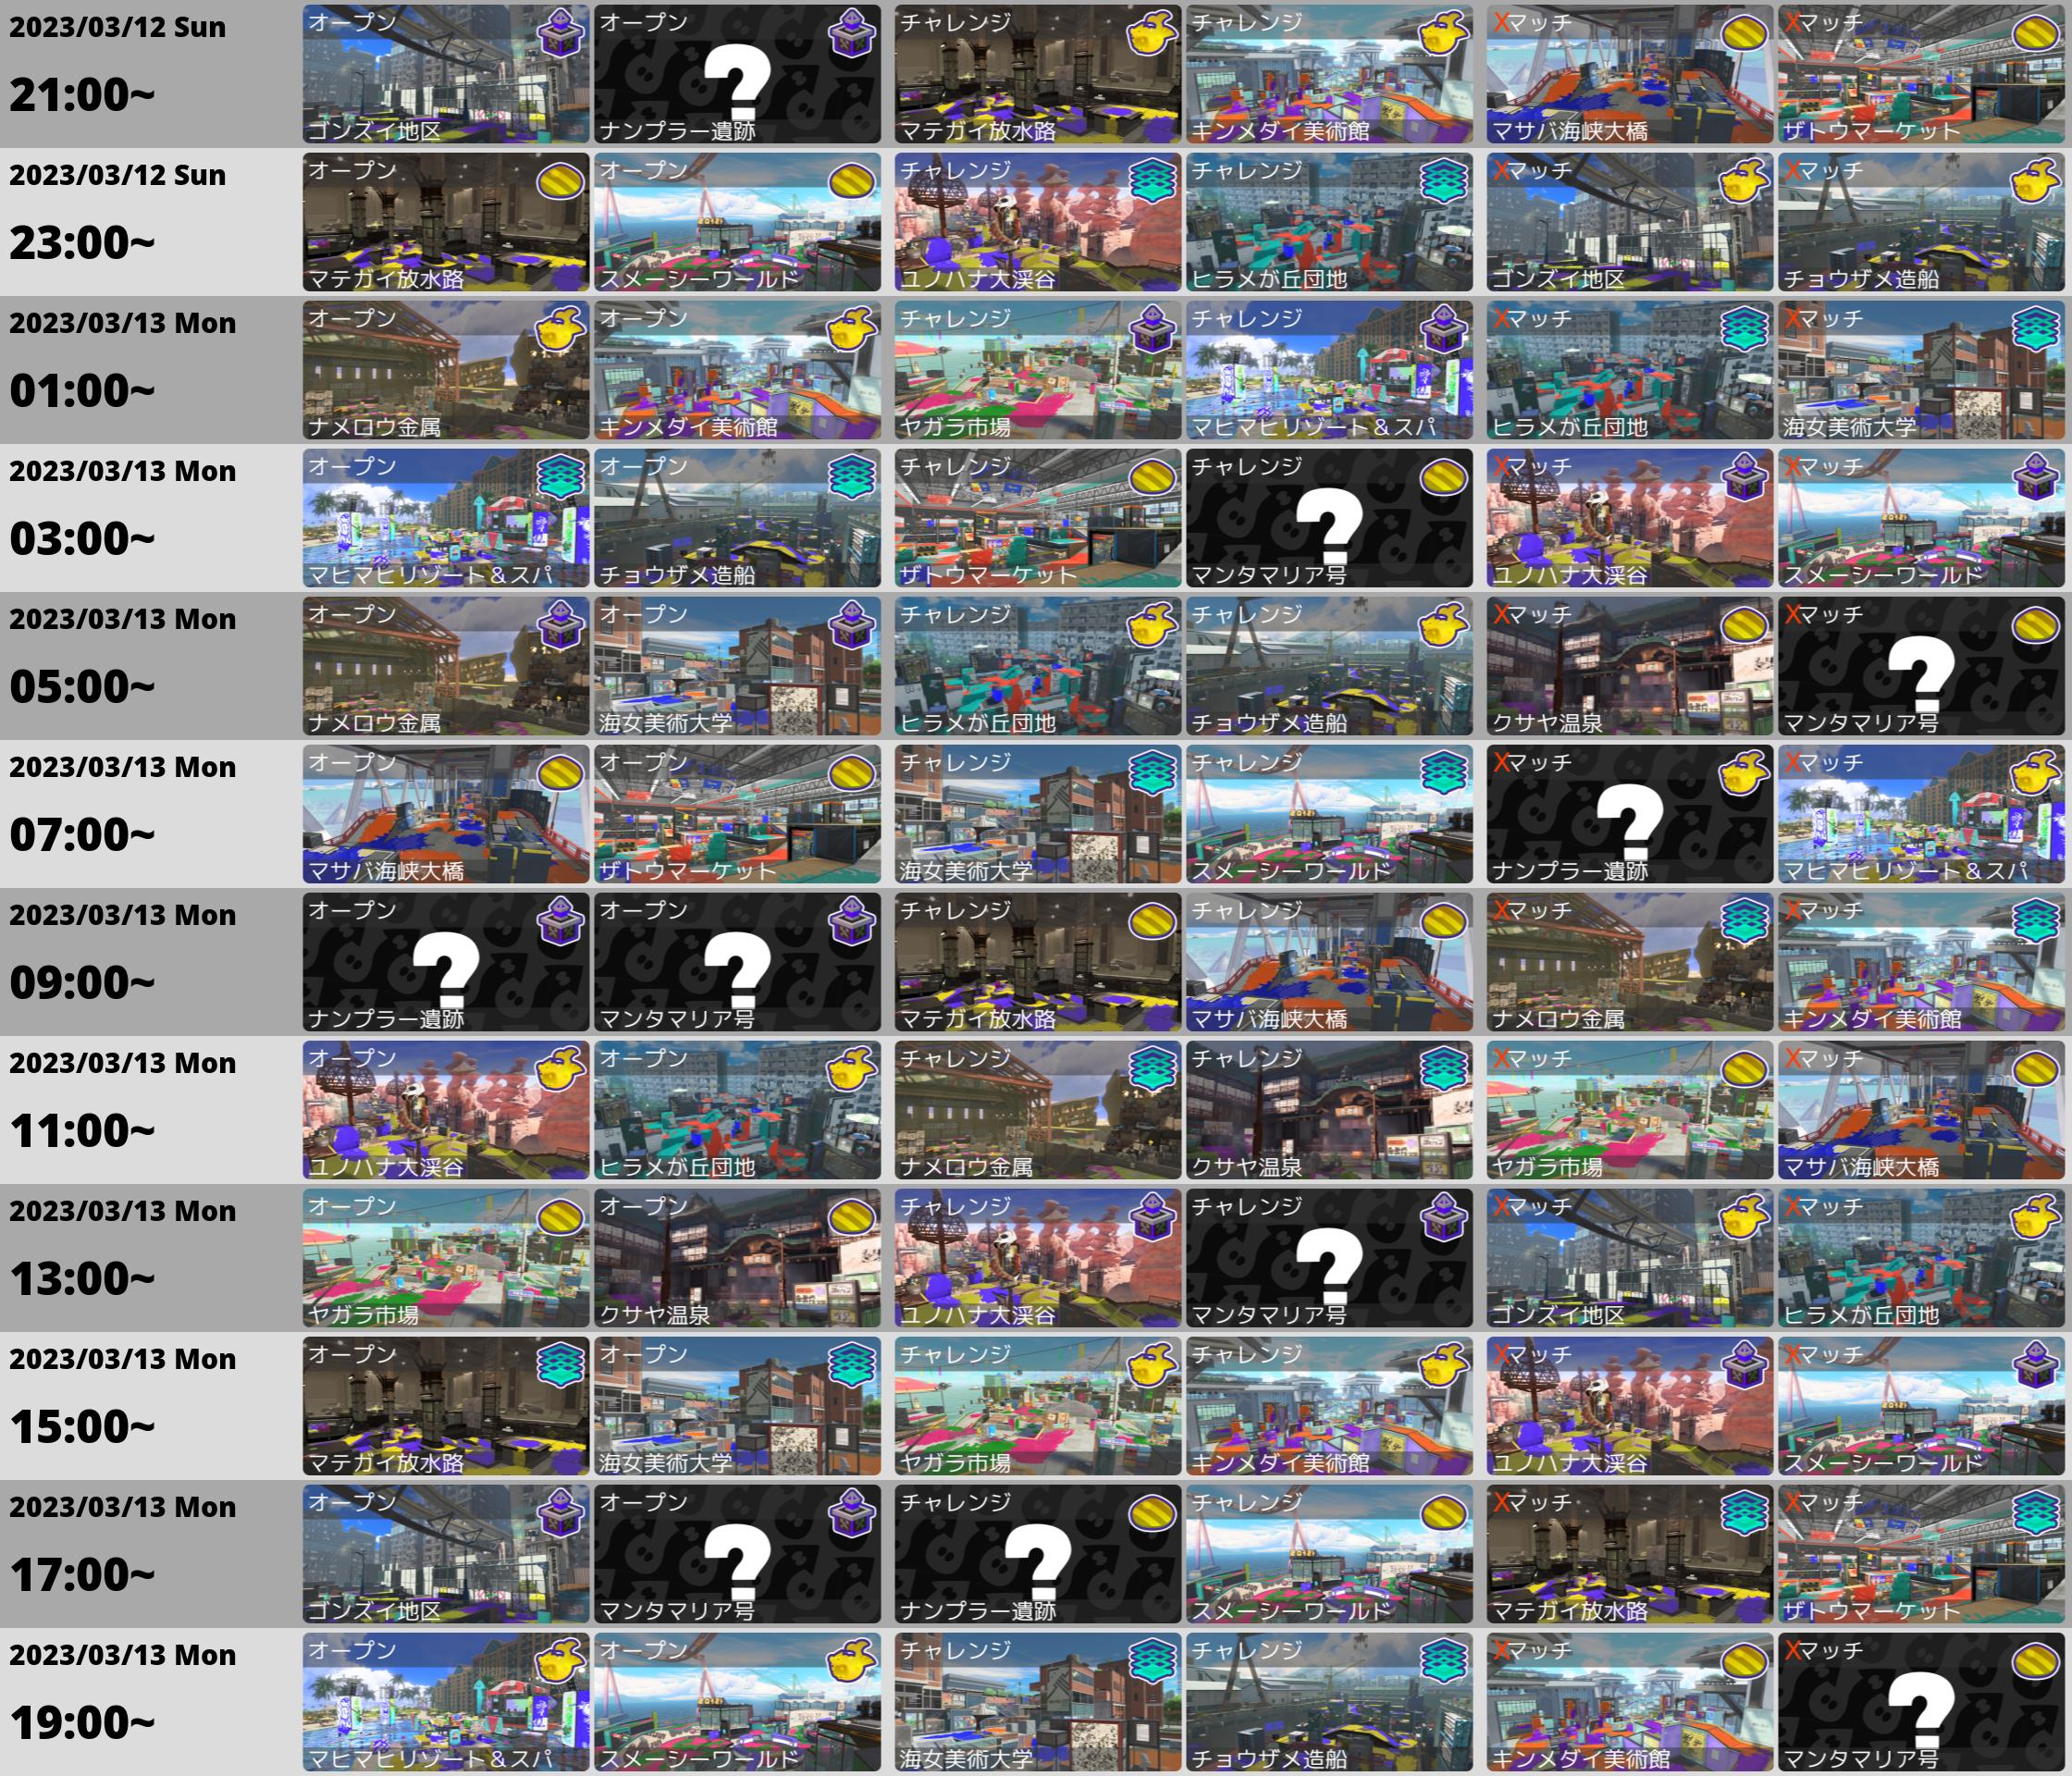 2023/03/12 Sun
21:00~
オープン オープン チャレンジ チャレンジ Xマッチ Xマッチ
ゴンズイ地区 ナンプラー遺跡 マテガイ放水路 キンメダイ美術館 マサバ海峡大橋 ザトウマーケット
2023/03/12 Sun
23:00~
オープン オープン チャレンジ チャレンジ Xマッチ Xマッチ
マテガイ放水路 スメーシーワールド ユノハナ大渓谷 ヒラメが丘団地 ゴンズイ地区 チョウザメ造船
2023/03/13 Mon
01:00~
オープン オープン チャレンジ チャレンジ Xマッチ Xマッチ
ナメロウ金属 キンメダイ美術館 ヤガラ市場 マヒマヒリゾート＆スパ ヒラメが丘団地 海女美術大学
2023/03/13 Mon
03:00~
オープン オープン チャレンジ チャレンジ Xマッチ Xマッチ
マヒマヒリゾート＆スパ チョウザメ造船 ザトウマーケット マンタマリア号 ユノハナ大渓谷 スメーシーワールド
2023/03/13 Mon
05:00~
オープン オープン チャレンジ チャレンジ Xマッチ Xマッチ
ナメロウ金属 海女美術大学 ヒラメが丘団地 チョウザメ造船 クサヤ温泉 マンタマリア号
2023/03/13 Mon
07:00~
オープン オープン チャレンジ チャレンジ Xマッチ Xマッチ
マサバ海峡大橋 ザトウマーケット 海女美術大学 スメーシーワールド ナンプラー遺跡 マヒマヒリゾート＆スパ
2023/03/13 Mon
09:00~
オープン オープン チャレンジ チャレンジ Xマッチ Xマッチ
ナンプラー遺跡 マンタマリア号 マテガイ放水路 マサバ海峡大橋 ナメロウ金属 キンメダイ美術館
2023/03/13 Mon
11:00~
オープン オープン チャレンジ チャレンジ Xマッチ Xマッチ
ユノハナ大渓谷 ヒラメが丘団地 ナメロウ金属 クサヤ温泉 ヤガラ市場 マサバ海峡大橋
2023/03/13 Mon
13:00~
オープン オープン チャレンジ チャレンジ Xマッチ Xマッチ
ヤガラ市場 クサヤ温泉 ユノハナ大渓谷 マンタマリア号 ゴンズイ地区 ヒラメが丘団地
2023/03/13 Mon
15:00~
オープン オープン チャレンジ チャレンジ Xマッチ Xマッチ
マテガイ放水路 海女美術大学 ヤガラ市場 キンメダイ美術館 ユノハナ大渓谷 スメーシーワールド
2023/03/13 Mon
17:00~
オープン オープン チャレンジ チャレンジ Xマッチ Xマッチ
ゴンズイ地区 マンタマリア号 ナンプラー遺跡 スメーシーワールド マテガイ放水路 ザトウマーケット
2023/03/13 Mon
19:00~
オープン オープン チャレンジ チャレンジ Xマッチ Xマッチ
マヒマヒリゾート＆スパ スメーシーワールド 海女美術大学 チョウザメ造船 キンメダイ美術館 マンタマリア号